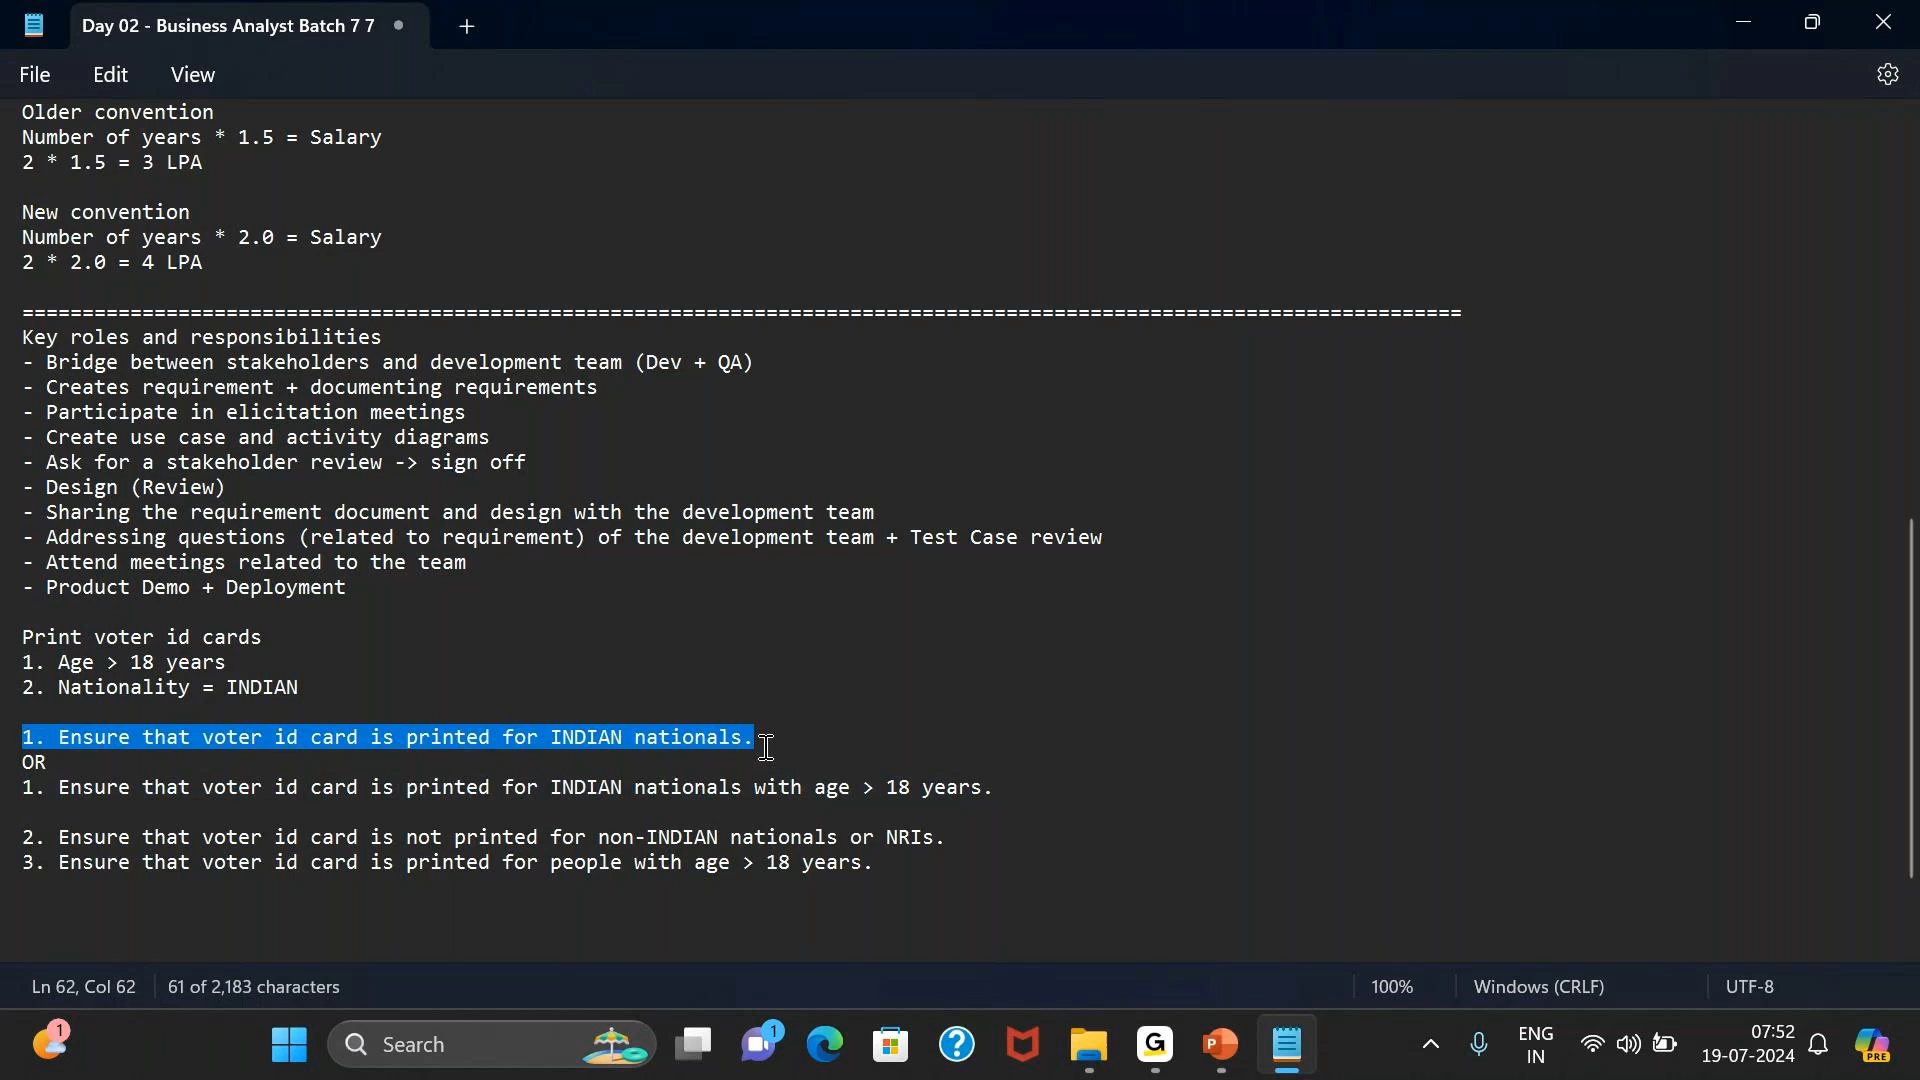 Day 02 - Business Analyst Batch 7 7
File Edit View
Older convention
Number of years * 1.5 = Salary
2 * 1.5 = 3 LPA
New convention
Number of years * 2.0 = Salary
2 * 2.0 = 4 LPA
========================================================================================================================
Key roles and responsibilities
- Bridge between stakeholders and development team (Dev + QA)
- Creates requirement + documenting requirements
- Participate in elicitation meetings
- Create use case and activity diagrams
- Ask for a stakeholder review -> sign off
- Design (Review)
- Sharing the requirement document and design with the development team
- Addressing questions (related to requirement) of the development team + Test Case review
- Attend meetings related to the team
- Product Demo + Deployment
Print voter id cards
1. Age > 18 years
2. Nationality = INDIAN
1. Ensure that voter id card is printed for INDIAN nationals.
OR
1. Ensure that voter id card is printed for INDIAN nationals with age > 18 years.
2. Ensure that voter id card is not printed for non-INDIAN nationals or NRIs.
3. Ensure that voter id card is printed for people with age > 18 years.
Ln 62, Col 62 61 of 2,183 characters 100% Windows (CRLF) UTF-8
1 Search 1 G P ENG 07:52 PRE
IN 19-07-2024